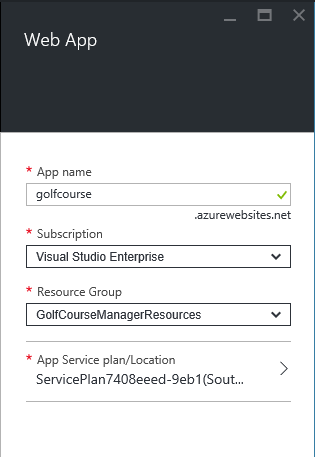 Web App
* App name
golfcourse
.azurewebsites.net
* Subscription
Visual Studio Enterprise
* Resource Group
GolfCourseManagerResources
* App Service plan/Location
ServicePlan7408eeed-9eb1(Sout...